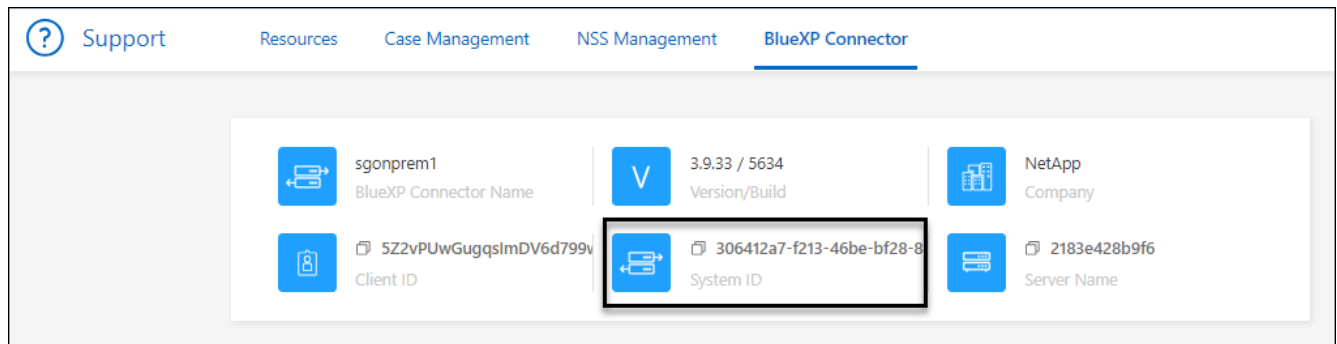 ? Support Resources Case Management NSS Management BlueXP Connector
sgonprem1
BlueXP Connector Name
V
3.9.33 / 5634
Version/Build
NetApp
Company
Client ID
306412a7-f213-46be-bf28-8
System ID
2183e428b9f6
Server Name